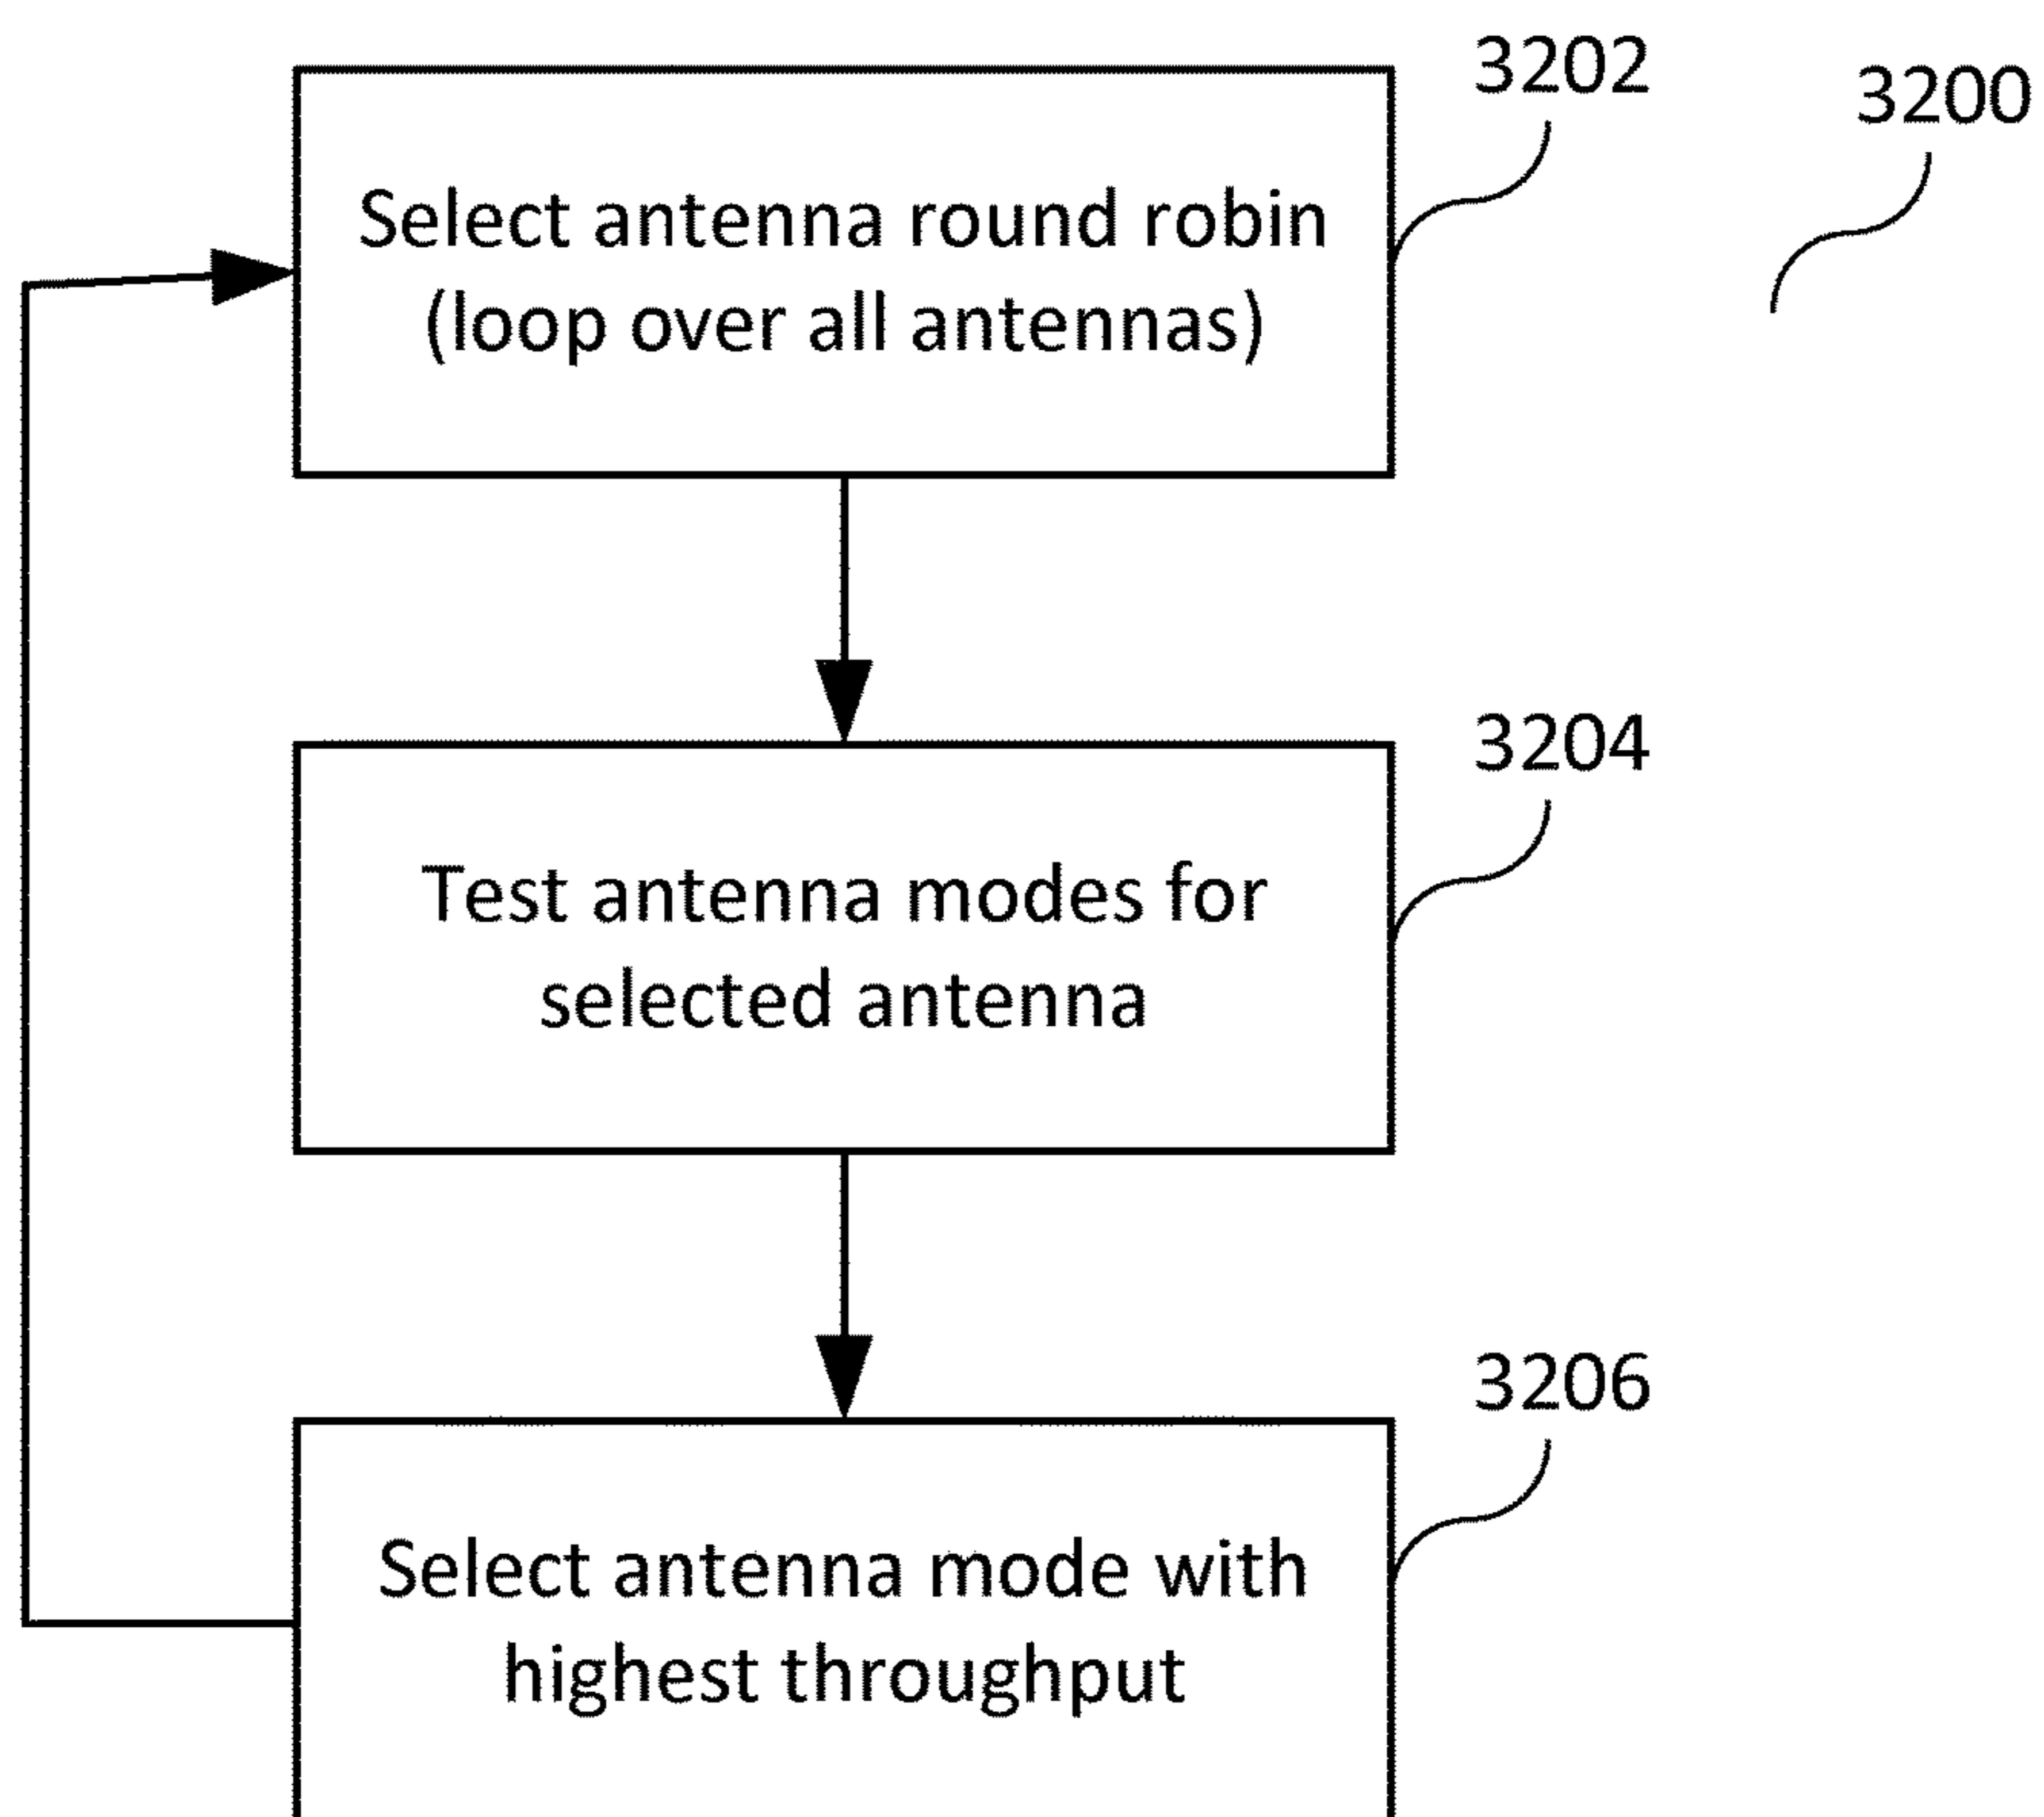 3202
3200
Select antenna round robin
(loop over all antennas)
3204
Test antenna modes for
selected antenna
3206
Select antenna mode with
highest throughput